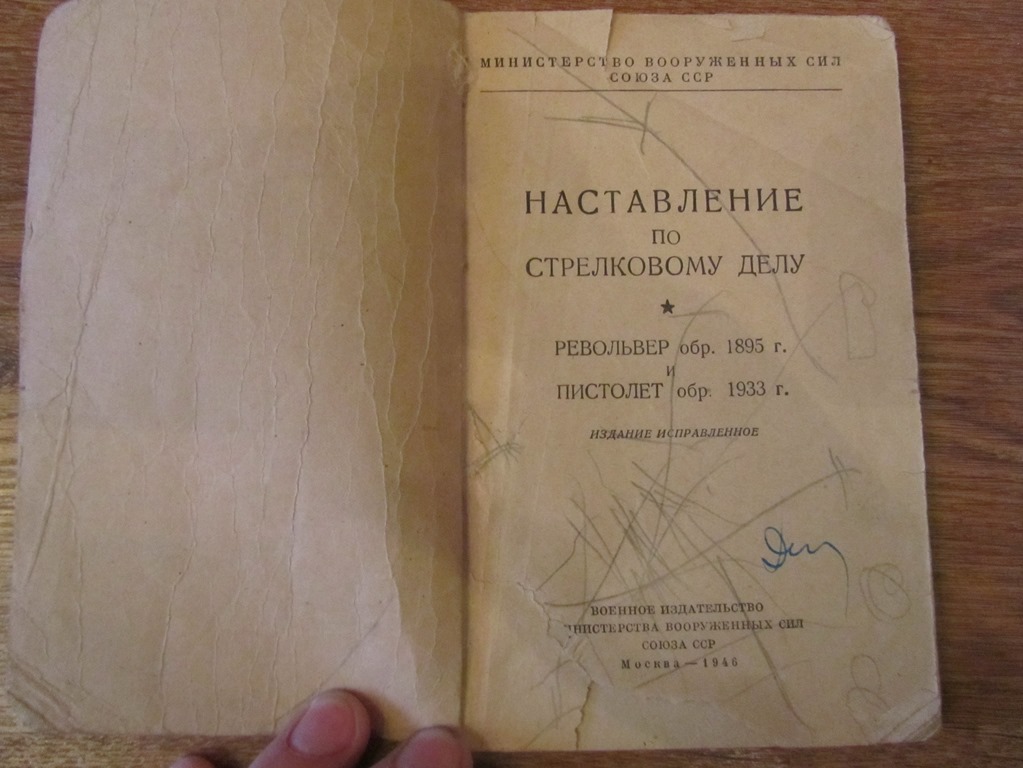 МИНИСТЕРСТВО ВООРУЖЕННЫХ СИЛ
СОЮЗА ССР
НАСТАВЛЕНИЕ
ПО
СТРЕЛКОВОМУ ДЕЛУ
РЕВОЛЬВЕР обр. 1895 г.
И
ПИСТОЛЕТ обр. 1933 г.
ИЗДАНИЕ ИСПРАВЛЕННОЕ
ВОЕННОЕ ИЗДАТЕЛЬСТВО
МИНИСТЕРСТВА ВООРУЖЕННЫХ СИЛ
СОЮЗА ССР
Москва — 1946